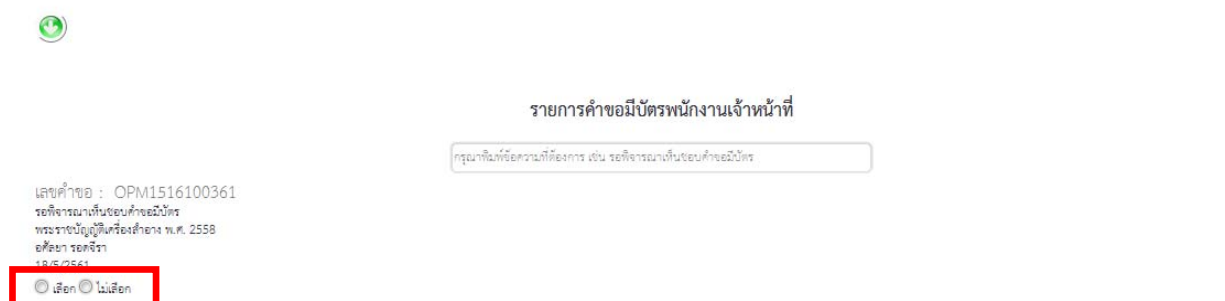 รายการคำขอมีบัตรพนักงานเจ้าหน้าที่
กรุณาพิมพ์ข้อความที่ต้องการ เช่น รอพิจารณาเห็นชอบคำขอมีบัตร
เลขคำขอ : OPM1516100361
รอพิจารณาเห็นชอบคำขอมีบัตร
พระราชบัญญัติเครื่องสำอาง พ.ศ. 2558
อศัลยา รอดจีรา
18/5/2561
เลือก ไม่เลือก